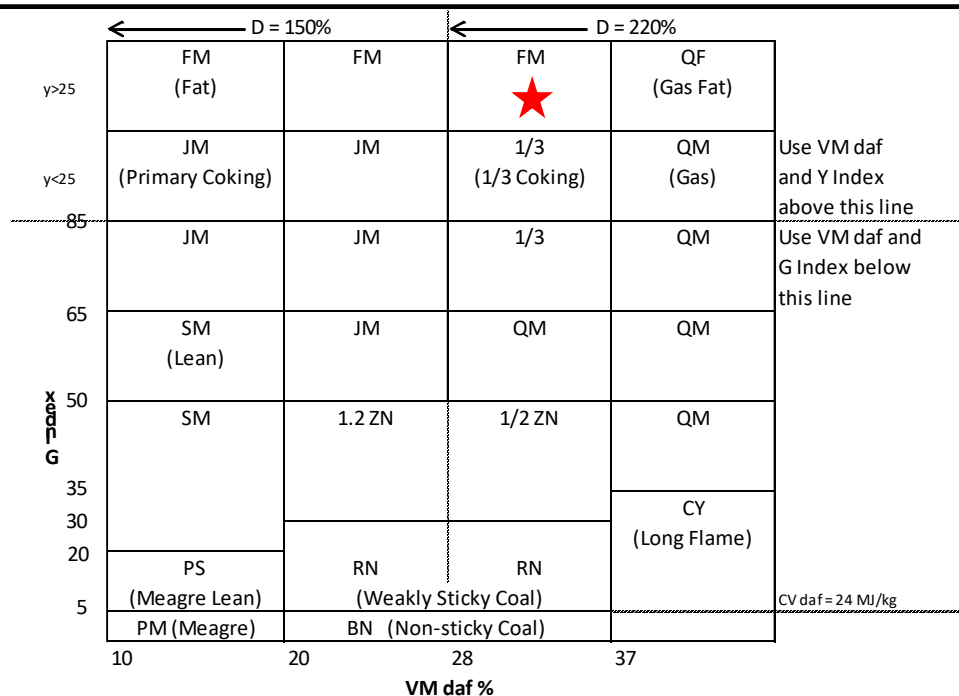 D = 150% D = 220%
FM FM FM QF
y>25 (Fat) (Gas Fat)
JM JM 1/3 QM Use VM daf
y<25 (Primary Coking) (1/3 Coking) (Gas) and Y Index
above this line
85
JM JM 1/3 QM Use VM daf and
G Index below
this line
65
SM JM QM QM
(Lean)
50
SM 1.2 ZN 1/2 ZN QM
G Index
35
CY
30
(Long Flame)
20
PS RN RN
(Meagre Lean) (Weakly Sticky Coal)
5 CV daf = 24 MJ/kg
PM (Meagre) BN (Non-sticky Coal)
10 20 28 37
VM daf %